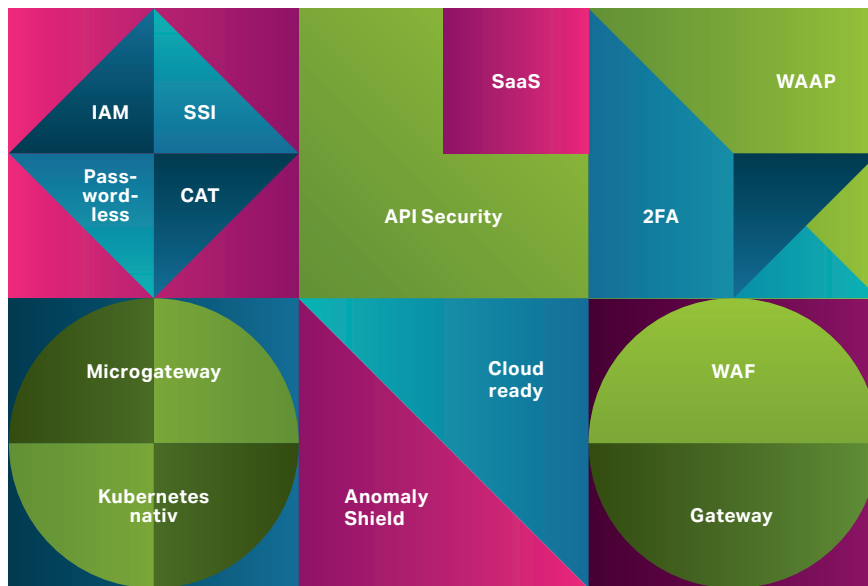 IAM
SSI
Pass-
word-
less
CAT
SaaS
API Security
WAAP
2FA
Microgateway
Kubernetes
nativ
Cloud
ready
Anomaly
Shield
WAF
Gateway